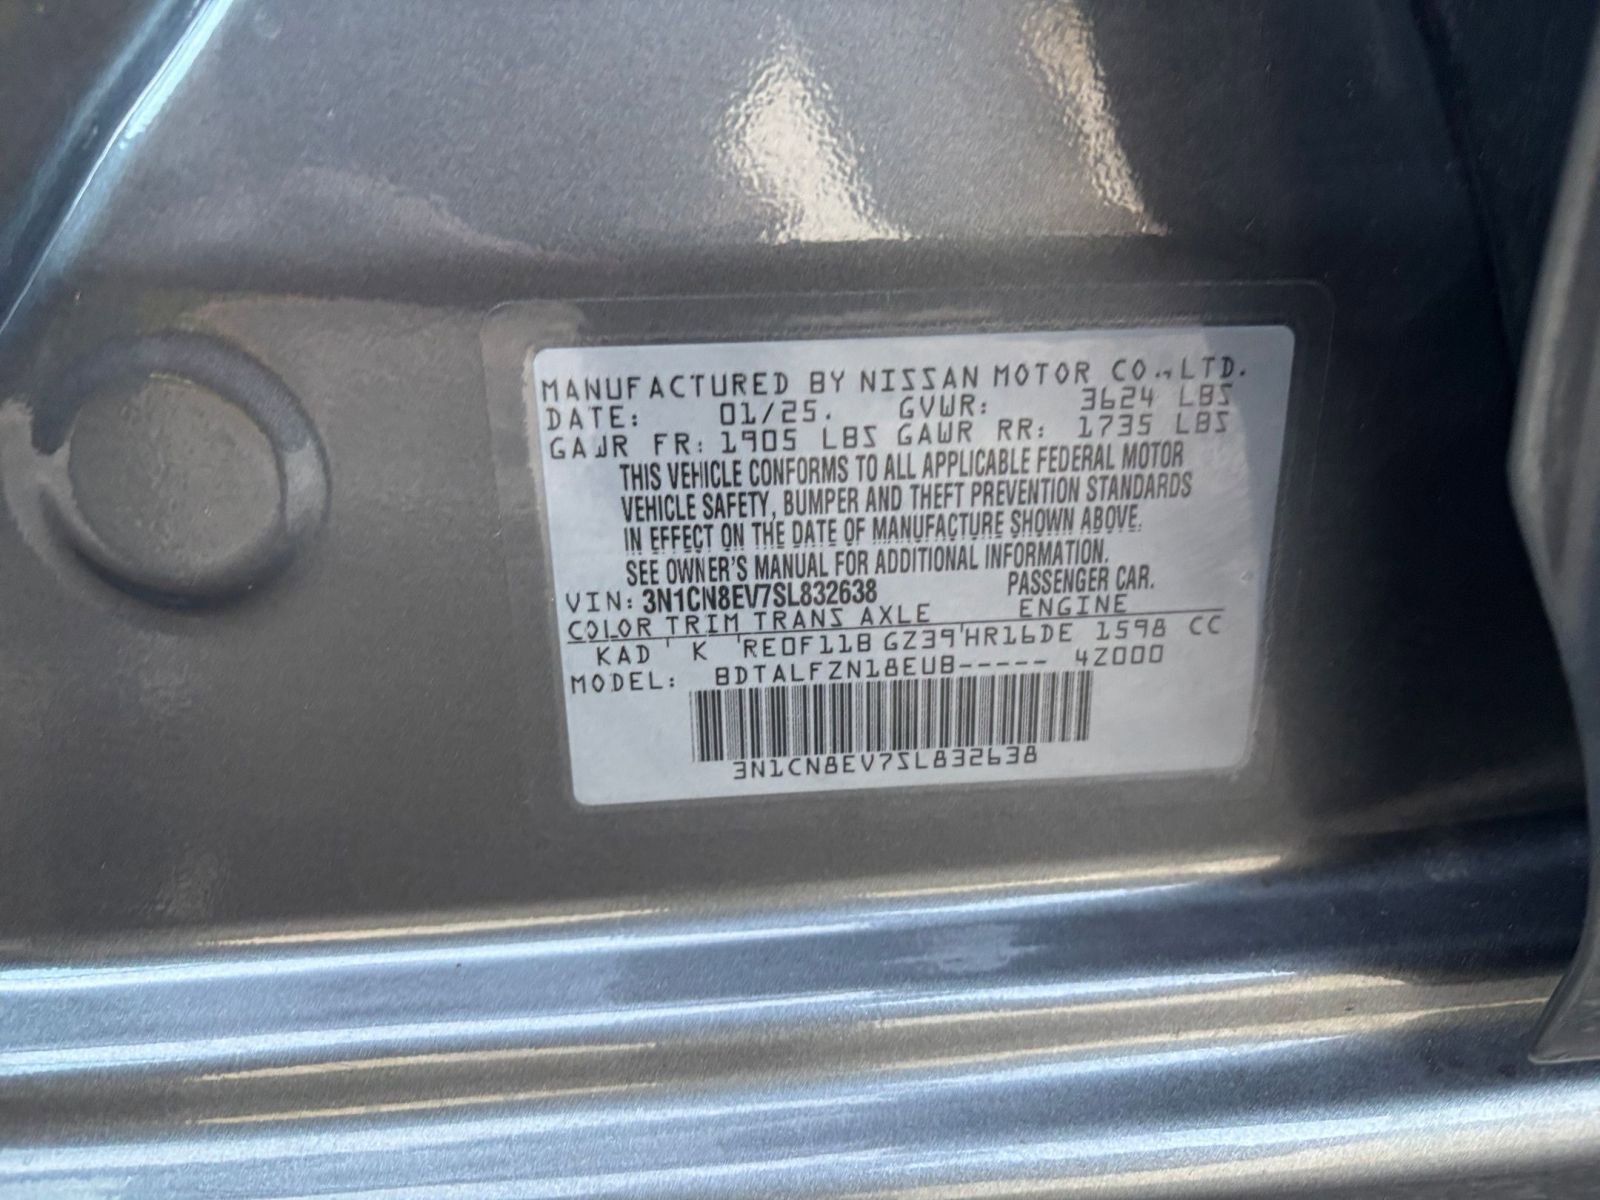 MANUFACTURED BY NISSAN MOTOR CO., LTD.
DATE: 01/25. GVWR: 3624 LBS
GAWR FR: 1905 LBS GAWR RR: 1735 LBS
THIS VEHICLE CONFORMS TO ALL APPLICABLE FEDERAL MOTOR
VEHICLE SAFETY, BUMPER AND THEFT PREVENTION STANDARDS
IN EFFECT ON THE DATE OF MANUFACTURE SHOWN ABOVE.
SEE OWNER'S MANUAL FOR ADDITIONAL INFORMATION.
VIN: 3N1CN8EV7SL832638 PASSENGER CAR.
COLOR TRIM TRANS AXLE ENGINE
KAD ' K 'RE0F11B GZ39'HR16DE 1598 CC
MODEL: BDTALFZN18EUB----- 4Z000
3N1CN8EV7SL832638